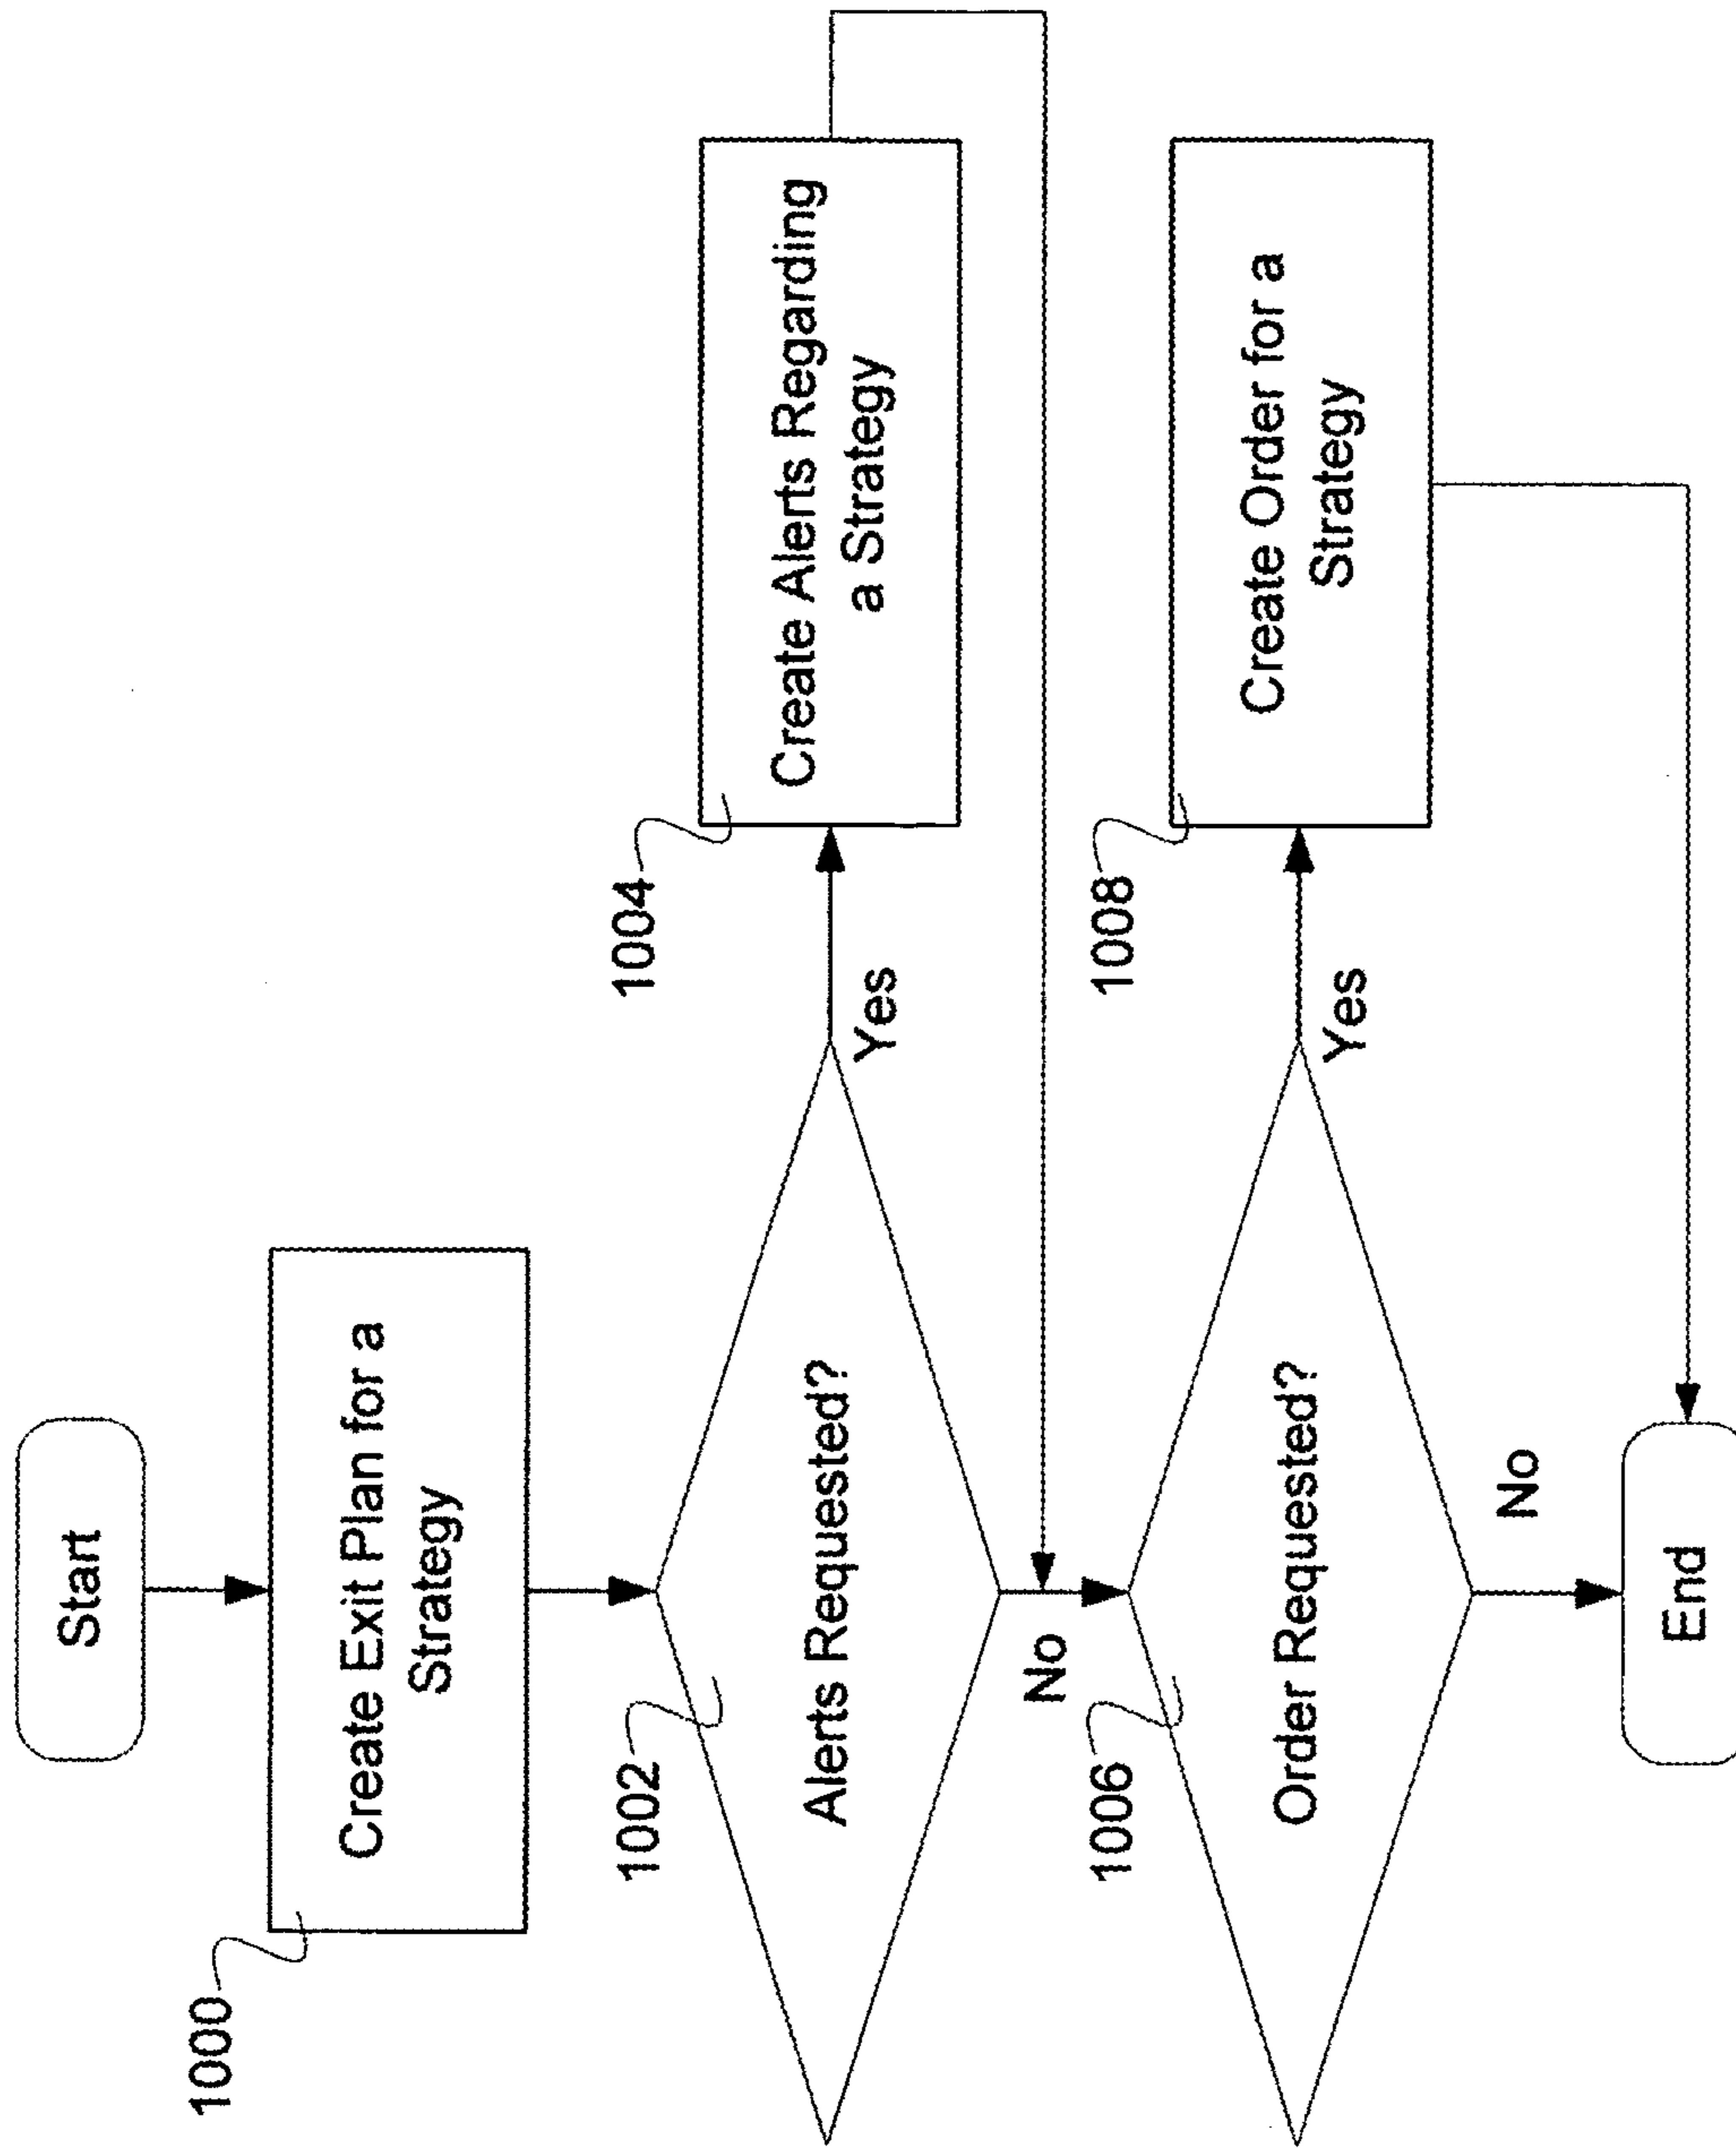 Start
1000
Create Exit Plan for a
Strategy
1002
Alerts Requested?
Yes
1004
Create Alerts Regarding
a Strategy
No
1006
Order Requested?
Yes
1008
Create Order for a
Strategy
No
End